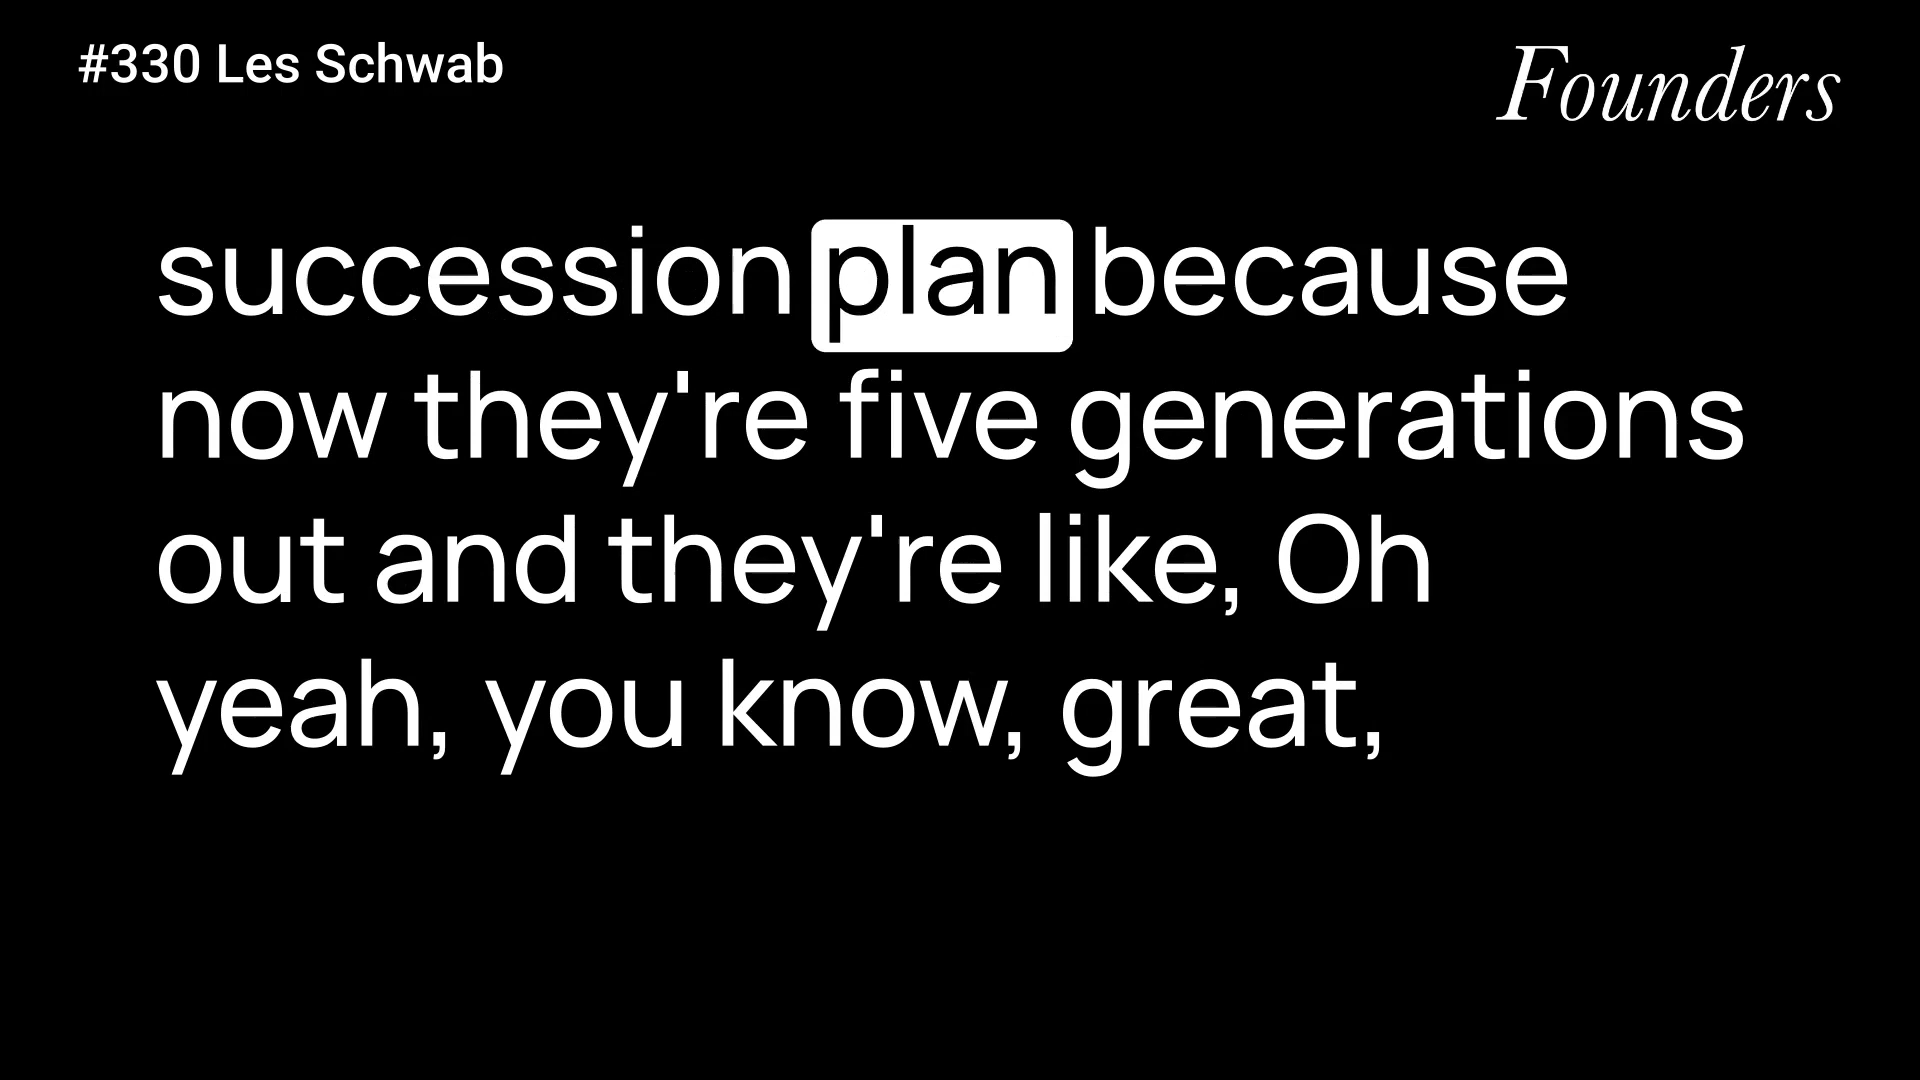 #330 Les Schwab
Founders
succession plan because
now they're five generations
out and they're like, Oh
yeah, you know, great,